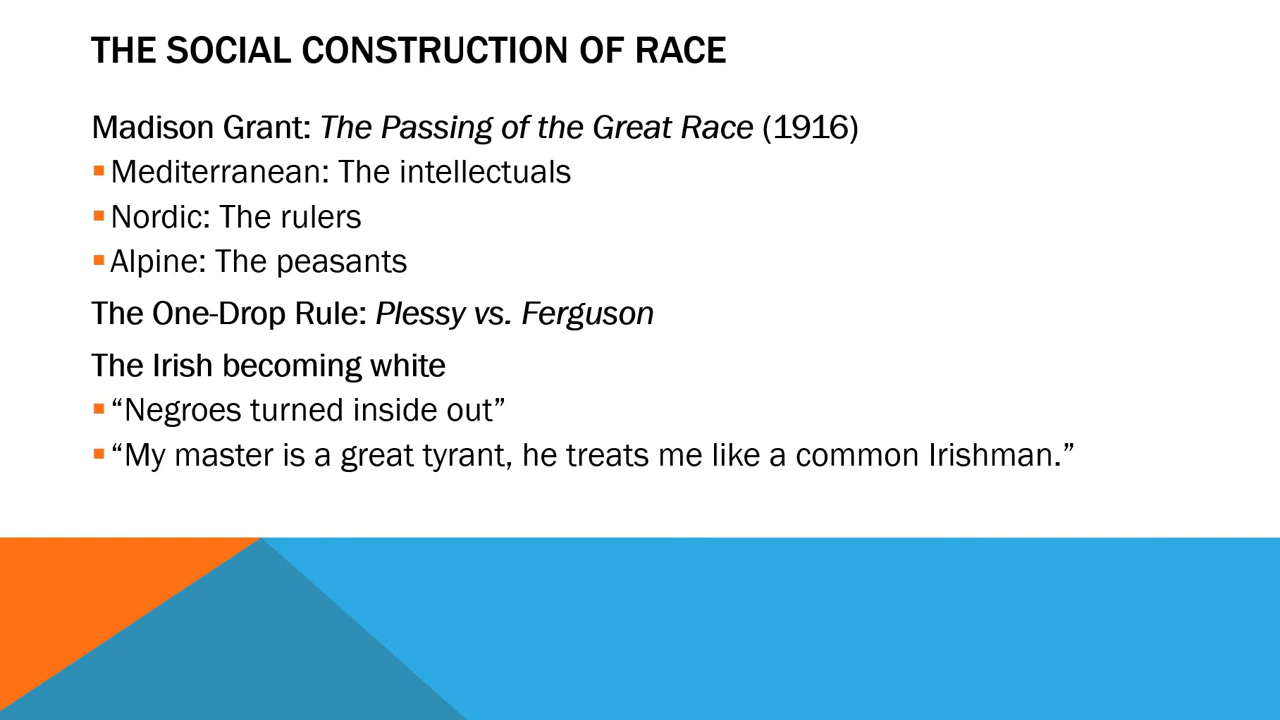 THE SOCIAL CONSTRUCTION OF RACE
Madison Grant: The Passing of the Great Race (1916)
▪ Mediterranean: The intellectuals
▪ Nordic: The rulers
▪ Alpine: The peasants
The One-Drop Rule: Plessy vs. Ferguson
The Irish becoming white
▪ “Negroes turned inside out”
▪ “My master is a great tyrant, he treats me like a common Irishman.”